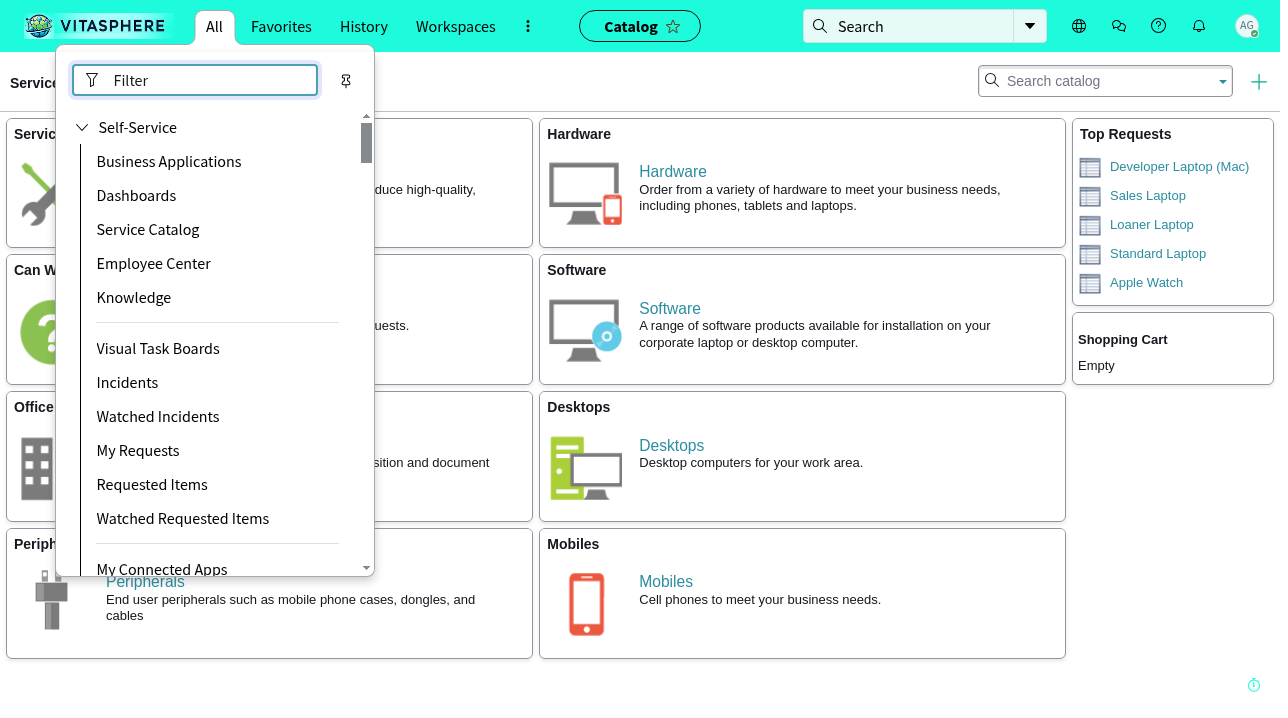 VITASPHERE
All
Favorites
History
Workspaces
Catalog
Search
AG
Service
Search catalog
Filter
Self-Service
Business Applications
Dashboards
Service Catalog
Employee Center
Knowledge
Visual Task Boards
Incidents
Watched Incidents
My Requests
Requested Items
Watched Requested Items
My Connected Apps
Servic
duce high-quality,
Hardware
Hardware
Order from a variety of hardware to meet your business needs,
including phones, tablets and laptops.
Can W
uests.
Software
Software
A range of software products available for installation on your
corporate laptop or desktop computer.
Office
sition and document
Desktops
Desktops
Desktop computers for your work area.
Periph
Peripherals
End user peripherals such as mobile phone cases, dongles, and
cables
Mobiles
Mobiles
Cell phones to meet your business needs.
Top Requests
Developer Laptop (Mac)
Sales Laptop
Loaner Laptop
Standard Laptop
Apple Watch
Shopping Cart
Empty